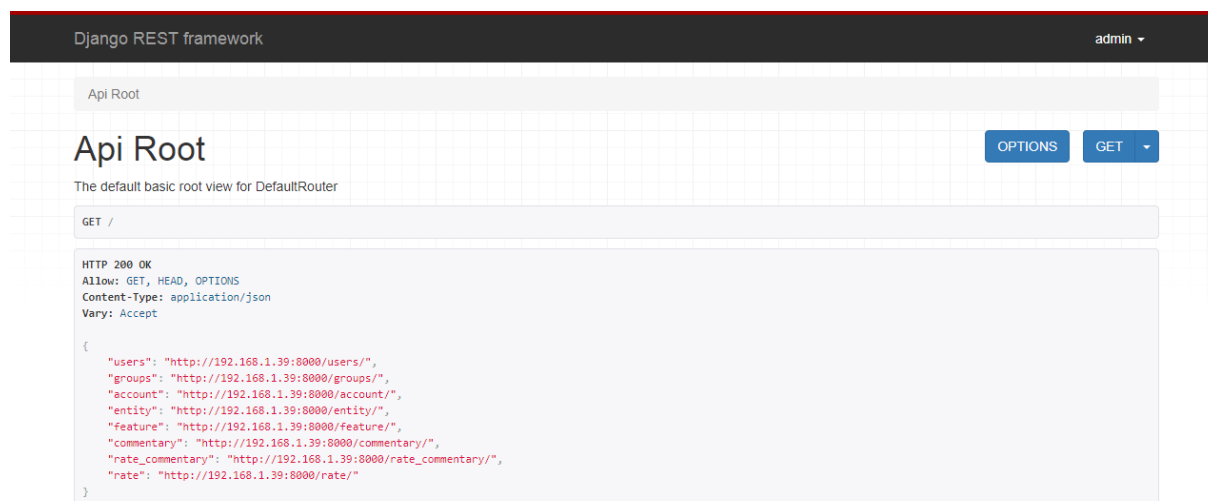 Django REST framework
admin
Api Root
Api Root
OPTIONS
GET
The default basic root view for DefaultRouter
GET /
HTTP 200 OK
Allow: GET, HEAD, OPTIONS
Content-Type: application/json
Vary: Accept
{
"users": "http://192.168.1.39:8000/users/",
"groups": "http://192.168.1.39:8000/groups/",
"account": "http://192.168.1.39:8000/account/",
"entity": "http://192.168.1.39:8000/entity/",
"feature": "http://192.168.1.39:8000/feature/",
"commentary": "http://192.168.1.39:8000/commentary/",
"rate_commentary": "http://192.168.1.39:8000/rate_commentary/",
"rate": "http://192.168.1.39:8000/rate/"
}